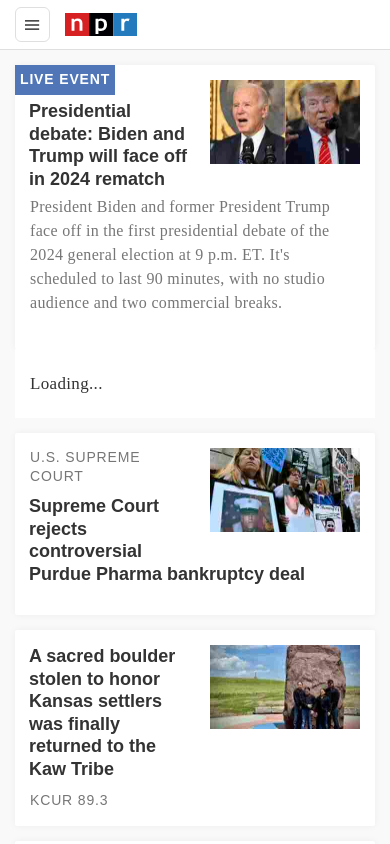 npr
LIVE EVENT
Presidential
debate: Biden and
Trump will face off
in 2024 rematch
President Biden and former President Trump
face off in the first presidential debate of the
2024 general election at 9 p.m. ET. It's
scheduled to last 90 minutes, with no studio
audience and two commercial breaks.
Loading...
U.S. SUPREME
COURT
Supreme Court
rejects
controversial
Purdue Pharma bankruptcy deal
A sacred boulder
stolen to honor
Kansas settlers
was finally
returned to the
Kaw Tribe
KCUR 89.3